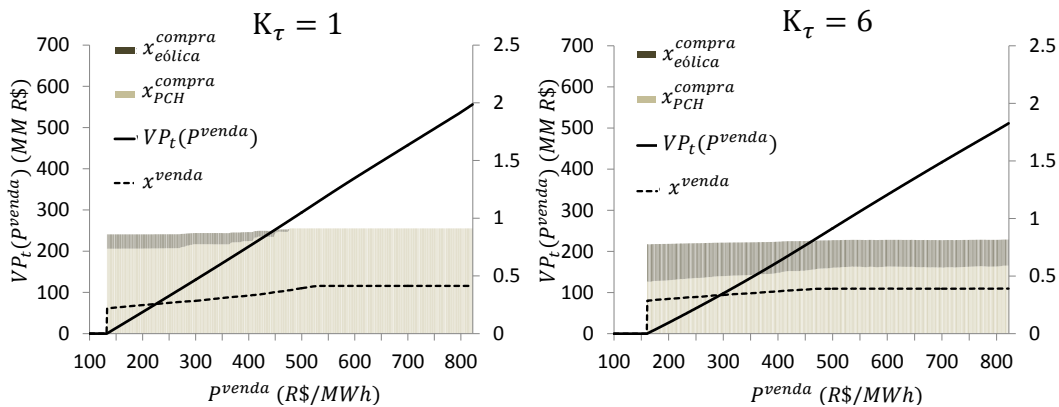 K_τ = 1
VP_t(P^venda) (MM R$)
700
600
500
400
300
200
100
0
x_eólica^compra
x_PCH^compra
VP_t(P^venda)
x^venda
2.5
2
1.5
1
0.5
0
100 200 300 400 500 600 700 800
P^venda (R$/MWh)
K_τ = 6
VP_t(P^venda) (MM R$)
700
600
500
400
300
200
100
0
x_eólica^compra
x_PCH^compra
VP_t(P^venda)
x^venda
2.5
2
1.5
1
0.5
0
100 200 300 400 500 600 700 800
P^venda (R$/MWh)